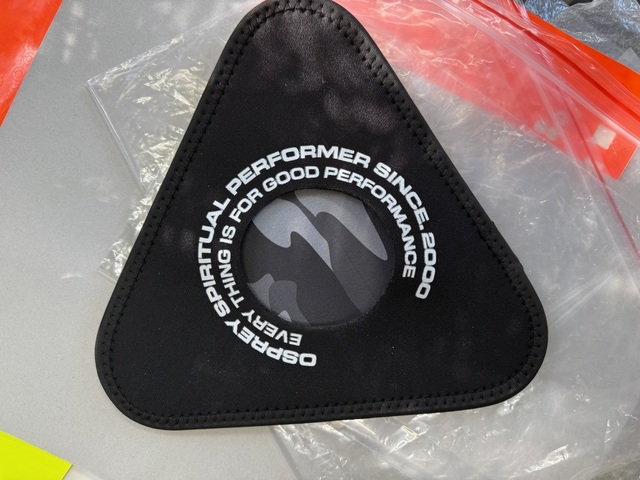 OSPREY SPIRITUAL PERFORMER SINCE. 2000
EVERY THING IS FOR GOOD PERFORMANCE